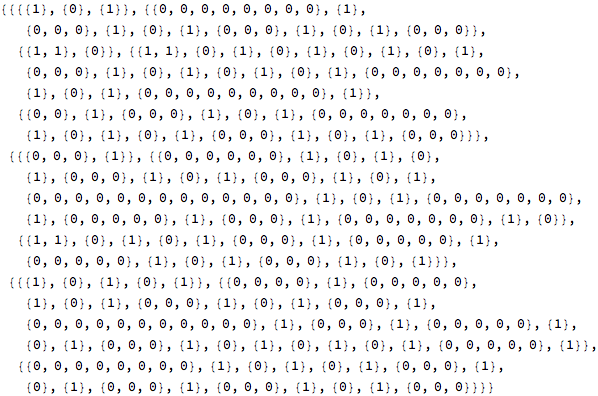 {{{{1}, {0}, {1}}, {{0, 0, 0, 0, 0, 0, 0, 0}, {1},
{0, 0, 0}, {1}, {0}, {1}, {0, 0, 0}, {1}, {0}, {1}, {0, 0, 0}},
{{1, 1}, {0}}, {{1, 1}, {0}, {1}, {0}, {1}, {0}, {1}, {0}, {1},
{0, 0, 0}, {1}, {0}, {1}, {0}, {1}, {0}, {1}, {0, 0, 0, 0, 0, 0, 0},
{1}, {0}, {1}, {0, 0, 0, 0, 0, 0, 0, 0, 0}, {1}},
{{0, 0}, {1}, {0, 0, 0}, {1}, {0}, {1}, {0, 0, 0, 0, 0, 0, 0},
{1}, {0}, {1}, {0}, {1}, {0, 0, 0}, {1}, {0}, {1}, {0, 0, 0}}},
{{{0, 0, 0}, {1}}, {{0, 0, 0, 0, 0, 0}, {1}, {0}, {1}, {0},
{1}, {0, 0, 0}, {1}, {0}, {1}, {0, 0, 0}, {1}, {0}, {1},
{0, 0, 0, 0, 0, 0, 0, 0, 0, 0, 0, 0, 0}, {1}, {0}, {1}, {0, 0, 0, 0, 0, 0, 0},
{1}, {0, 0, 0, 0, 0}, {1}, {0, 0, 0}, {1}, {0, 0, 0, 0, 0, 0, 0}, {1}, {0}},
{{1, 1}, {0}, {1}, {0}, {1}, {0, 0, 0}, {1}, {0, 0, 0, 0, 0}, {1},
{0, 0, 0, 0, 0}, {1}, {0}, {1}, {0, 0, 0}, {1}, {0}, {1}}},
{{{1}, {0}, {1}, {0}, {1}}, {{0, 0, 0, 0}, {1}, {0, 0, 0, 0, 0},
{1}, {0}, {1}, {0, 0, 0}, {1}, {0}, {1}, {0, 0, 0}, {1},
{0, 0, 0, 0, 0, 0, 0, 0, 0, 0, 0}, {1}, {0, 0, 0}, {1}, {0, 0, 0, 0, 0}, {1},
{0}, {1}, {0, 0, 0}, {1}, {0}, {1}, {0}, {1}, {0}, {1}, {0, 0, 0, 0, 0}, {1}},
{{0, 0, 0, 0, 0, 0, 0, 0}, {1}, {0}, {1}, {0}, {1}, {0, 0, 0}, {1},
{0}, {1}, {0, 0, 0}, {1}, {0, 0, 0}, {1}, {0}, {1}, {0, 0, 0}}}}